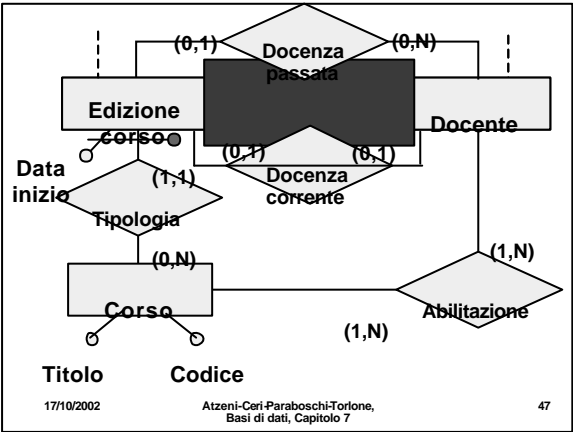 (0,1)
Docenza
passata
(0,N)
Edizione
corso
Docente
(0,1)
Docenza
corrente
(0,1)
Data
inizio
(1,1)
Tipologia
(0,N)
(1,N)
Corso
Abilitazione
(1,N)
Titolo
Codice
17/10/2002
Atzeni-Ceri-Paraboschi-Torlone,
Basi di dati, Capitolo 7
47